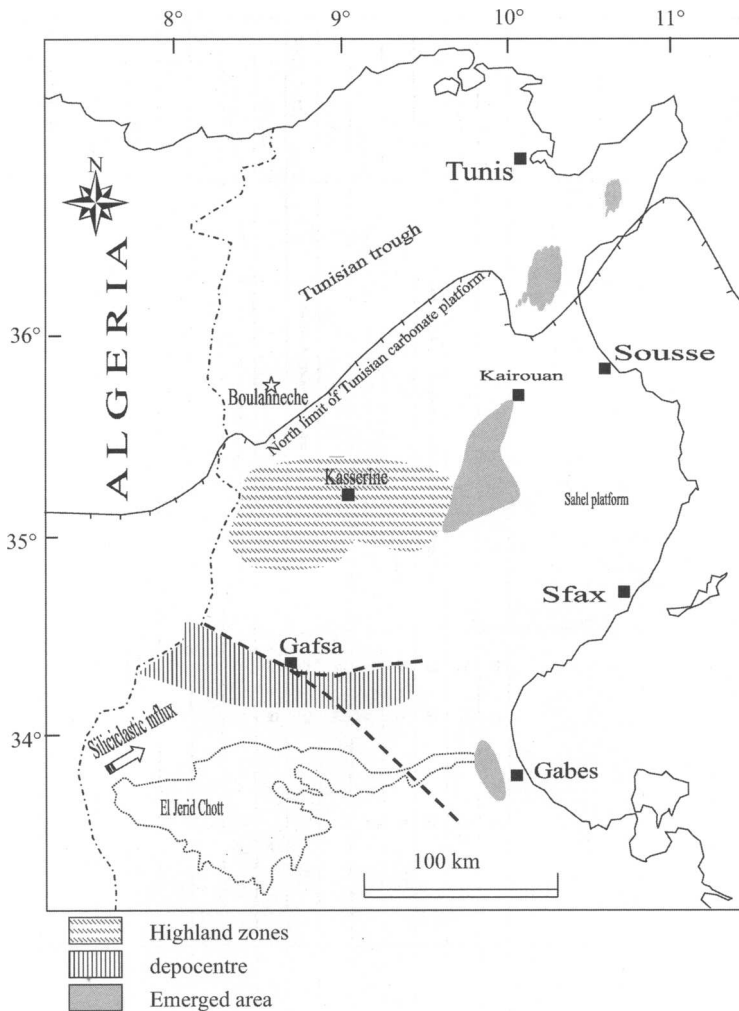 8° 9° 10° 11°
N
Tunis
ALGERIA
Tunisian trough
36°
North limit of Tunisian carbonate platform
Sousse
Boulahneche
Kairouan
Kasserine
Sahel platform
35°
Sfax
Gafsa
Siliciclastic influx
34°
Gabes
El Jerid Chott
100 km
Highland zones
depocentre
Emerged area